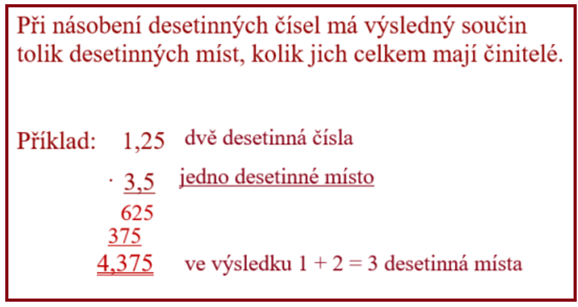 Při násobení desetinných čísel má výsledný součin
tolik desetinných míst, kolik jich celkem mají činitelé.
Příklad: 1,25 dvě desetinná čísla
· 3,5 jedno desetinné místo
625
375
4,375 ve výsledku 1 + 2 = 3 desetinná místa